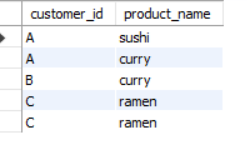 customer_id product_name
A sushi
A curry
B curry
C ramen
C ramen